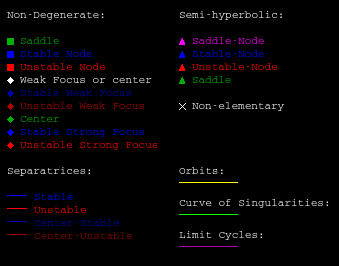 Non-Degenerate:
Saddle
Stable Node
Unstable Node
Weak Focus or center
Stable Weak Focus
Unstable Weak Focus
Center
Stable Strong Focus
Unstable Strong Focus
Separatrices:
Stable
Unstable
Center-Stable
Center-Unstable
Semi-hyperbolic:
Saddle-Node
Stable-Node
Unstable-Node
Saddle
Non-elementary
Orbits:
Curve of Singularities:
Limit Cycles: